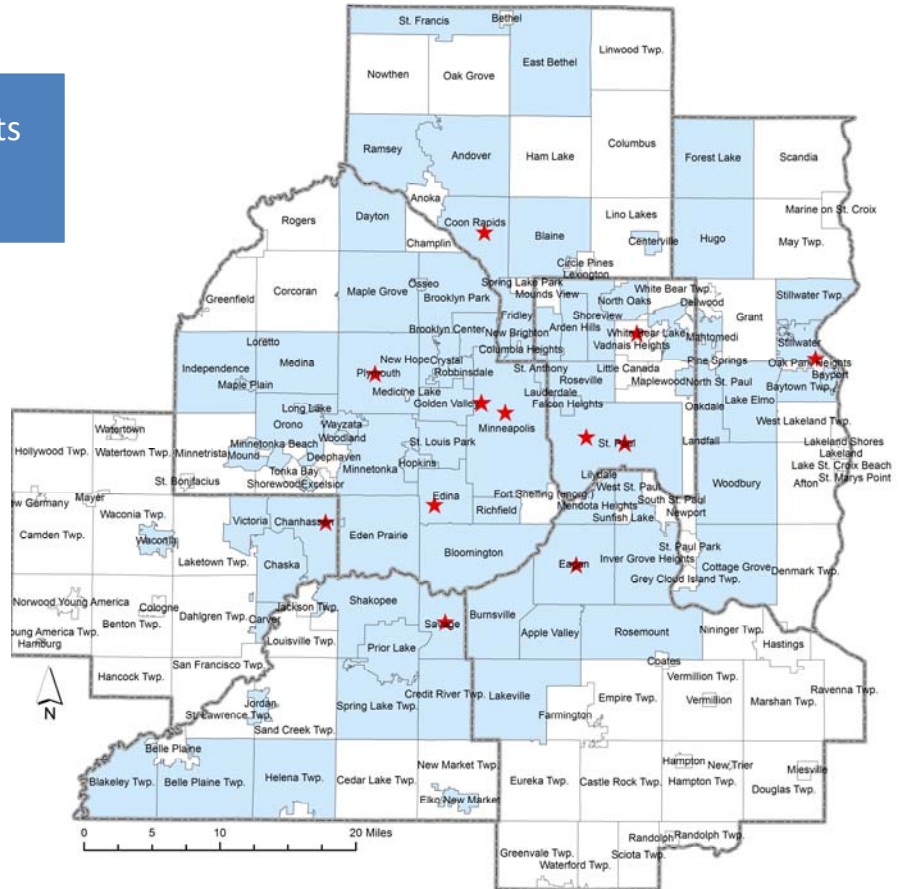 ts
St. Francis
Bethel
Linwood Twp.
East Bethel
Nowthen
Oak Grove
Columbus
Ramsey
Andover
Ham Lake
Forest Lake
Scandia
Anoka
Marine on St. Croix
Rogers
Dayton
Coon Rapids
Blaine
Lino Lakes
Centerville
Hugo
May Twp.
Champlin
Circle Pines
Lexington
Corcoran
Maple Grove
Osseo
Spring Lake Park
Mounds View
White Bear Twp.
Dellwood
Stillwater Twp.
Greenfield
Brooklyn Park
North Oaks
Grant
Fridley
Shoreview
Brooklyn Center
New Brighton
Arden Hills
White Bear Lake
Mahtomedi
Stillwater
Loretto
Columbia Heights
Vadnais Heights
Independence
Medina
New Hope
Crystal
Pine Springs
Oak Park Heights
Maple Plain
Plymouth
Robbinsdale
St. Anthony
Little Canada
Bayport
Medicine Lake
Roseville
Maplewood
North St. Paul
Baytown Twp.
Lauderdale
Lake Elmo
Long Lake
Golden Valley
Falcon Heights
Oakdale
Watertown
Orono
Wayzata
Minneapolis
West Lakeland Twp.
Woodland
St. Louis Park
St. Paul
Landfall
Lakeland Shores
Hollywood Twp.
Watertown Twp.
Minnetrista
Minnetonka Beach
Mound
Deephaven
Minnetonka
Hopkins
Lakeland
Tonka Bay
Lilydale
Woodbury
Lake St. Croix Beach
St. Bonifacius
Shorewood
Excelsior
West St. Paul
Afton
St. Marys Point
Mayer
Edina
Fort Snelling (unorg.)
South St. Paul
ew Germany
Richfield
Mendota Heights
Newport
Waconia Twp.
Victoria
Chanhassen
Sunfish Lake
Camden Twp.
Waconia
Eden Prairie
St. Paul Park
Laketown Twp.
Bloomington
Eagan
Inver Grove Heights
Chaska
Cottage Grove
Denmark Twp.
Grey Cloud Island Twp.
Norwood Young America
Cologne
Shakopee
Jackson Twp.
oung America Twp.
Benton Twp.
Dahlgren Twp.
Carver
Savage
Burnsville
Hamburg
Louisville Twp.
Apple Valley
Rosemount
Nininger Twp.
Prior Lake
Hastings
San Francisco Twp.
Coates
Hancock Twp.
Vermillion Twp.
Credit River Twp.
Lakeville
Empire Twp.
Vermillion
Marshan Twp.
Ravenna Twp.
N
Jordan
Spring Lake Twp.
St. Lawrence Twp.
Farmington
Sand Creek Twp.
Belle Plaine
Hampton
New Trier
New Market Twp.
Miesville
Blakeley Twp.
Belle Plaine Twp.
Helena Twp.
Cedar Lake Twp.
Eureka Twp.
Castle Rock Twp.
Hampton Twp.
Douglas Twp.
Elko New Market
0 5 10 20 Miles
Randolph
Randolph Twp.
Greenvale Twp.
Sciota Twp.
Waterford Twp.